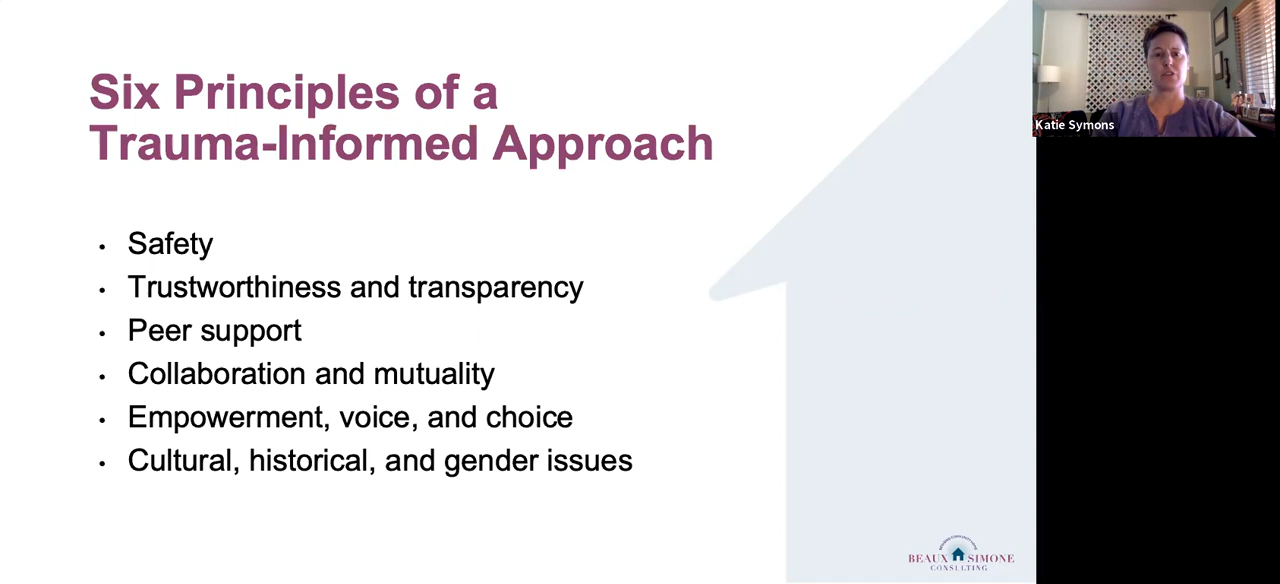 Six Principles of a
Trauma-Informed Approach
• Safety
• Trustworthiness and transparency
• Peer support
• Collaboration and mutuality
• Empowerment, voice, and choice
• Cultural, historical, and gender issues
BEAUX SIMONE
CONSULTING
Katie Symons